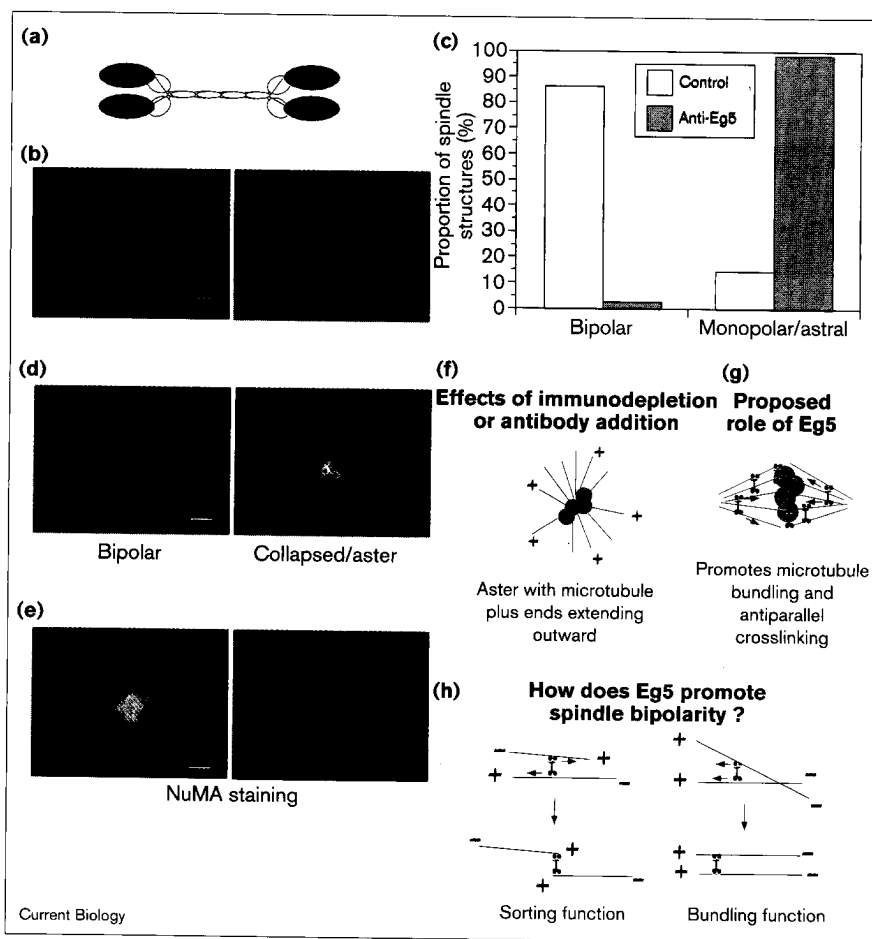 (a)
(b)
(c)
100
90
80
70
60
50
40
30
20
10
0
Proportion of spindle
structures (%)
Control
Anti-Eg5
Bipolar
Monopolar/astral
(d)
Bipolar
Collapsed/aster
(e)
NuMA staining
(f)
Effects of immunodepletion
or antibody addition
+
+
+
+
+
Aster with microtubule
plus ends extending
outward
(g)
Proposed
role of Eg5
Promotes microtubule
bundling and
antiparallel
crosslinking
(h)
How does Eg5 promote
spindle bipolarity ?
− +
+ −
− +
+ −
Sorting function
+
+ −
−
+ −
+ −
Bundling function
Current Biology